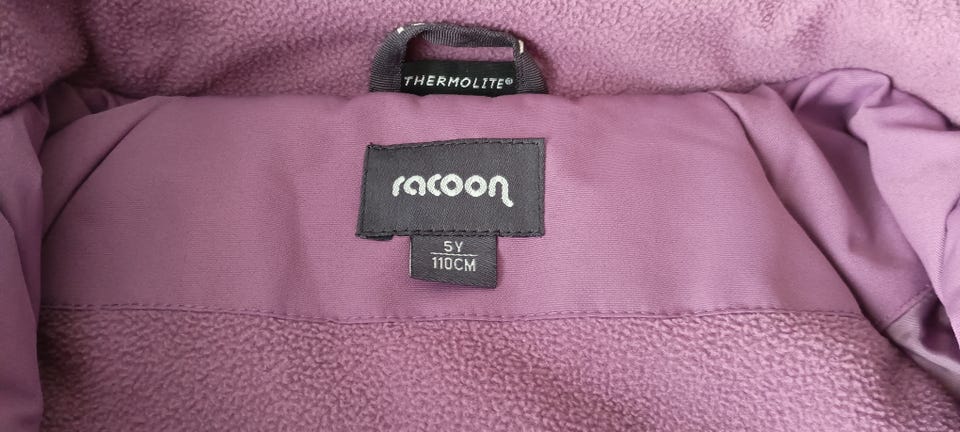 THERMOLITE®
racoon
5Y
110CM